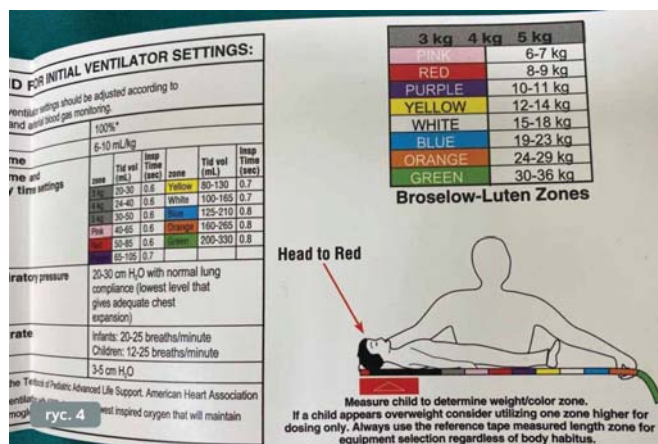 D FOR INITIAL VENTILATOR SETTINGS:
ventilator settings should be adjusted according to
and arterial blood gas monitoring.
100%*
6-10 mL/kg
me and
time settings
zone Tid vol (mL) Insp Time (sec) zone Tid vol (mL) Insp Time (sec)
3 kg 20-30 0.6 Yellow 80-130 0.7
4 kg 24-40 0.6 White 100-165 0.7
5 kg 30-50 0.6 Blue 125-210 0.8
Pink 40-65 0.6 Orange 160-265 0.8
Red 50-85 0.6 Green 200-330 0.8
65-105 0.7
iratory pressure
20-30 cm H₂O with normal lung
compliance (lowest level that
gives adequate chest
expansion)
rate
Infants: 20-25 breaths/minute
Children: 12-25 breaths/minute
3-5 cm H₂O
Pediatric Advanced Life Support. American Heart Association
west inspired oxygen that will maintain
ryc. 4
3 kg 4 kg 5 kg
PINK 6-7 kg
RED 8-9 kg
PURPLE 10-11 kg
YELLOW 12-14 kg
WHITE 15-18 kg
BLUE 19-23 kg
ORANGE 24-29 kg
GREEN 30-36 kg
Broselow-Luten Zones
Head to Red
Measure child to determine weight/color zone.
If a child appears overweight consider utilizing one zone higher for
dosing only. Always use the reference tape measured length zone for
equipment selection regardless of body habitus.